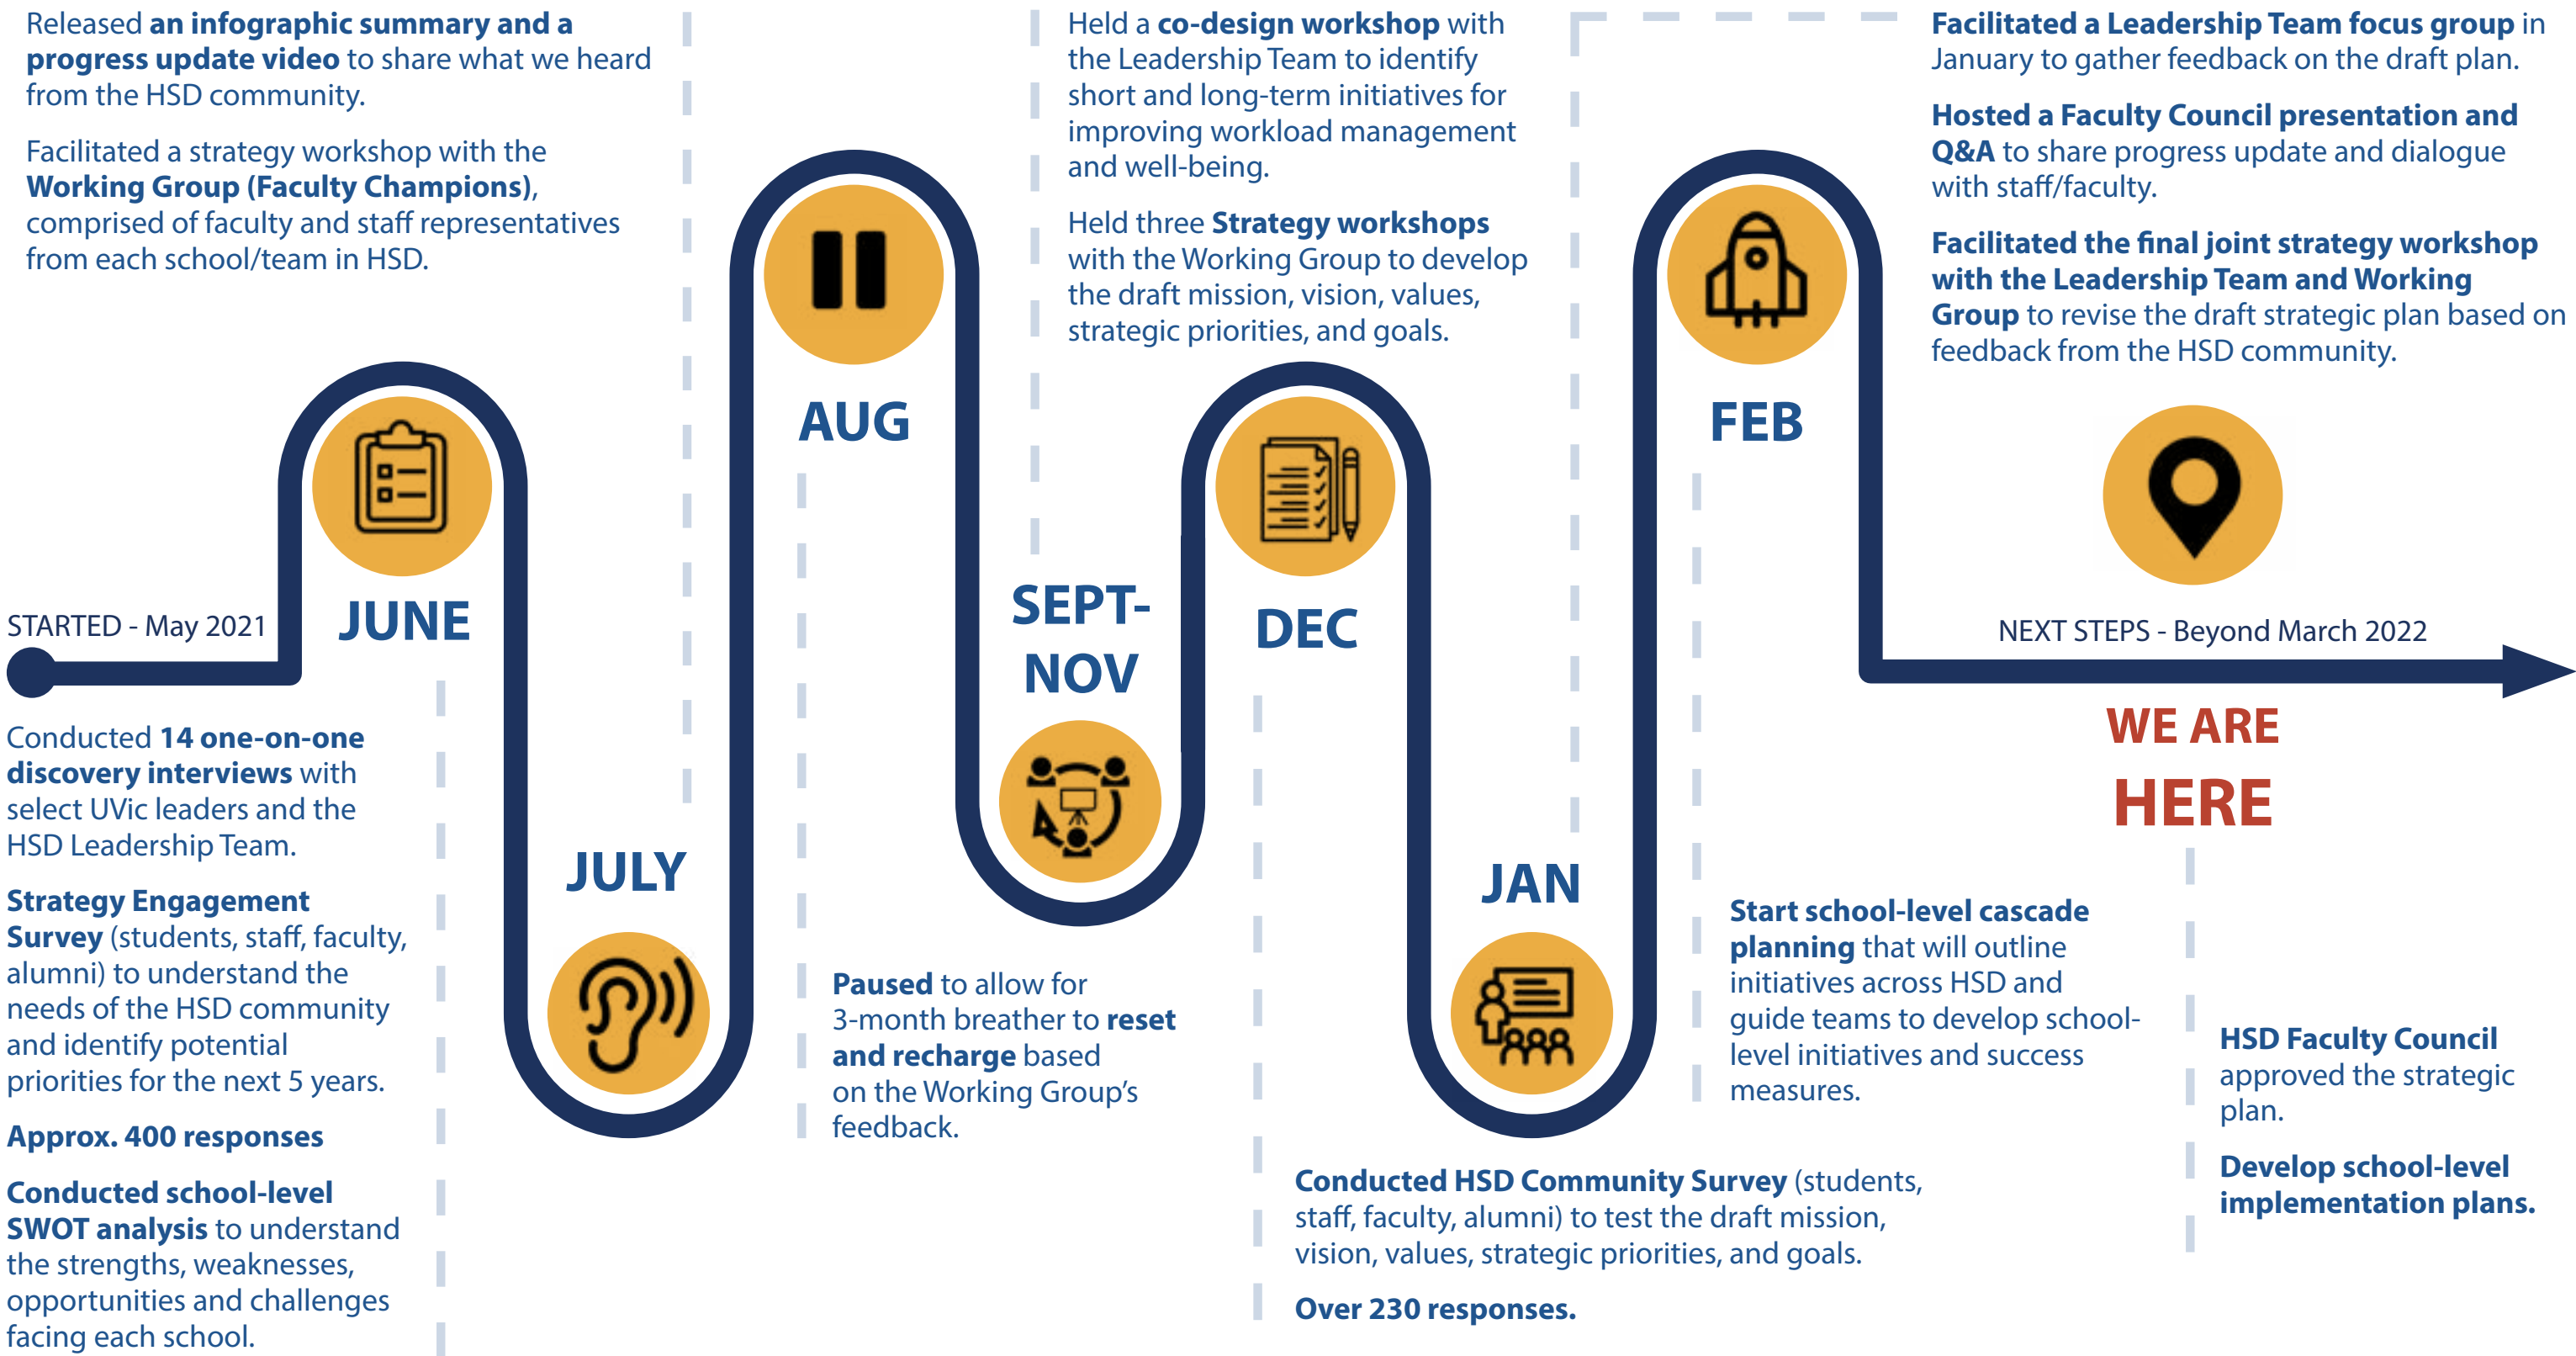 STARTED - May 2021
JUNE
Conducted 14 one-on-one
discovery interviews with
select UVic leaders and the
HSD Leadership Team.
Strategy Engagement
Survey (students, staff, faculty,
alumni) to understand the
needs of the HSD community
and identify potential
priorities for the next 5 years.
Approx. 400 responses
Conducted school-level
SWOT analysis to understand
the strengths, weaknesses,
opportunities and challenges
facing each school.
Released an infographic summary and a
progress update video to share what we heard
from the HSD community.
Facilitated a strategy workshop with the
Working Group (Faculty Champions),
comprised of faculty and staff representatives
from each school/team in HSD.
JULY
AUG
Paused to allow for
3-month breather to reset
and recharge based
on the Working Group's
feedback.
Held a co-design workshop with
the Leadership Team to identify
short and long-term initiatives for
improving workload management
and well-being.
Held three Strategy workshops
with the Working Group to develop
the draft mission, vision, values,
strategic priorities, and goals.
SEPT-
NOV
DEC
Conducted HSD Community Survey (students,
staff, faculty, alumni) to test the draft mission,
vision, values, strategic priorities, and goals.
Over 230 responses.
JAN
Facilitated a Leadership Team focus group in
January to gather feedback on the draft plan.
Hosted a Faculty Council presentation and
Q&A to share progress update and dialogue
with staff/faculty.
Facilitated the final joint strategy workshop
with the Leadership Team and Working
Group to revise the draft strategic plan based on
feedback from the HSD community.
FEB
Start school-level cascade
planning that will outline
initiatives across HSD and
guide teams to develop school-
level initiatives and success
measures.
NEXT STEPS - Beyond March 2022
WE ARE
HERE
HSD Faculty Council
approved the strategic
plan.
Develop school-level
implementation plans.